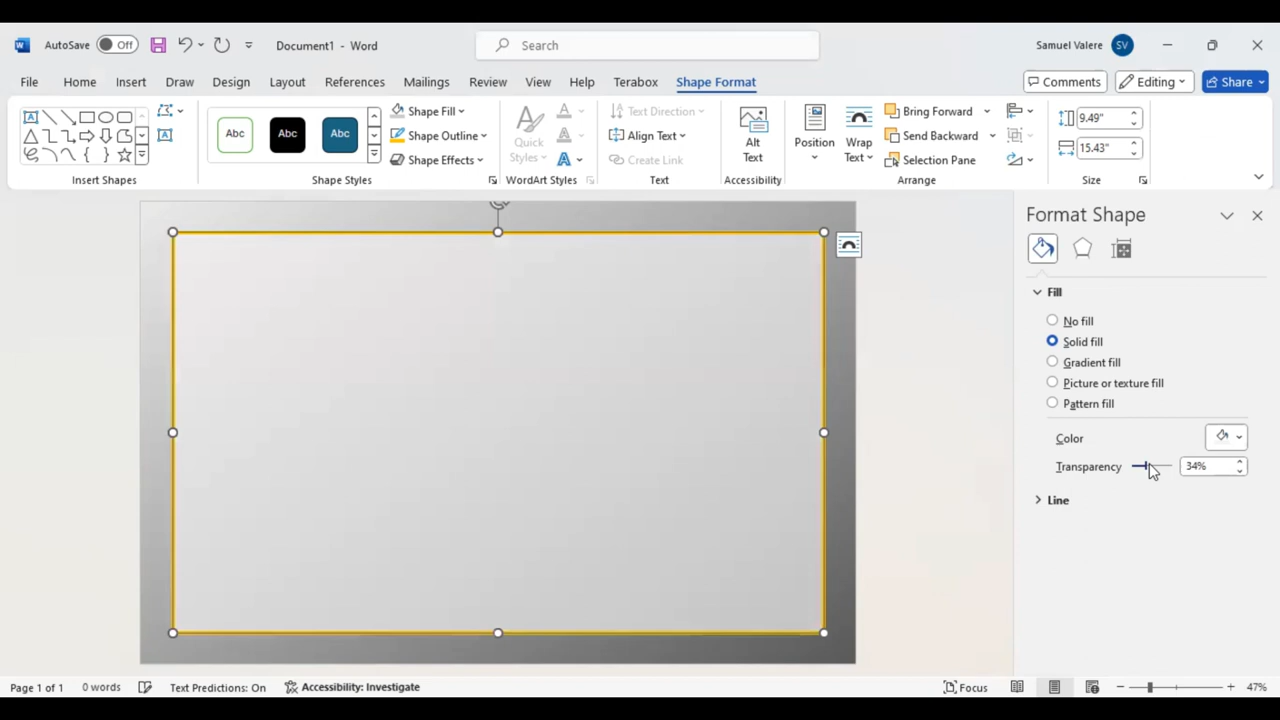 AutoSave Off Document1 - Word Search Samuel Valere SV
File Home Insert Draw Design Layout References Mailings Review View Help Terabox Shape Format Comments Editing Share
Abc Abc Abc
Shape Fill
Shape Outline
Shape Effects
Quick
Styles
Text Direction
Align Text
Create Link
Alt
Text
Position
Wrap
Text
Bring Forward
Send Backward
Selection Pane
9.49"
15.43"
Insert Shapes Shape Styles WordArt Styles Text Accessibility Arrange Size
Format Shape
Fill
No fill
Solid fill
Gradient fill
Picture or texture fill
Pattern fill
Color
Transparency 34%
Line
Page 1 of 1 0 words Text Predictions: On Accessibility: Investigate Focus 47%